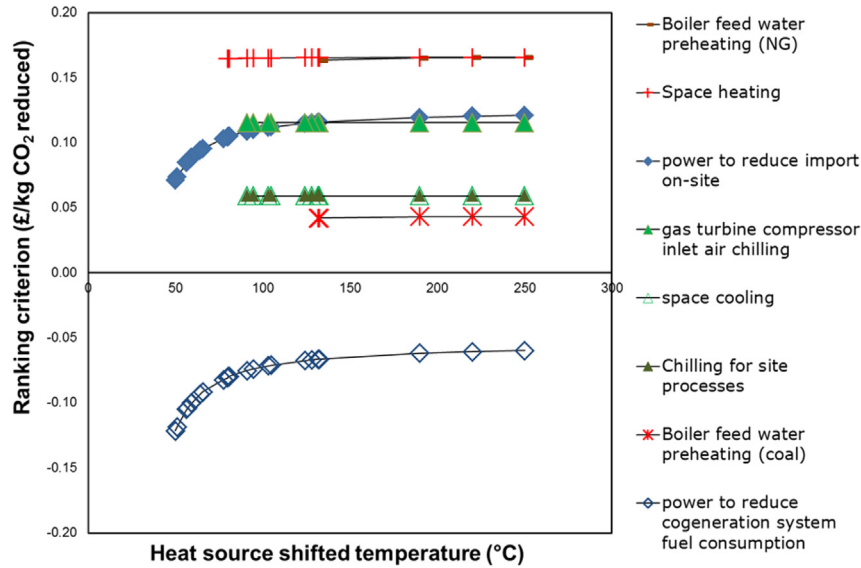 Ranking criterion (£/kg CO₂ reduced)
0.20
0.15
0.10
0.05
0.00
-0.05
-0.10
-0.15
-0.20
0
50
100
150
200
250
300
Heat source shifted temperature (°C)
Boiler feed water
preheating (NG)
Space heating
power to reduce import
on-site
gas turbine compressor
inlet air chilling
space cooling
Chilling for site
processes
Boiler feed water
preheating (coal)
power to reduce
cogeneration system
fuel consumption